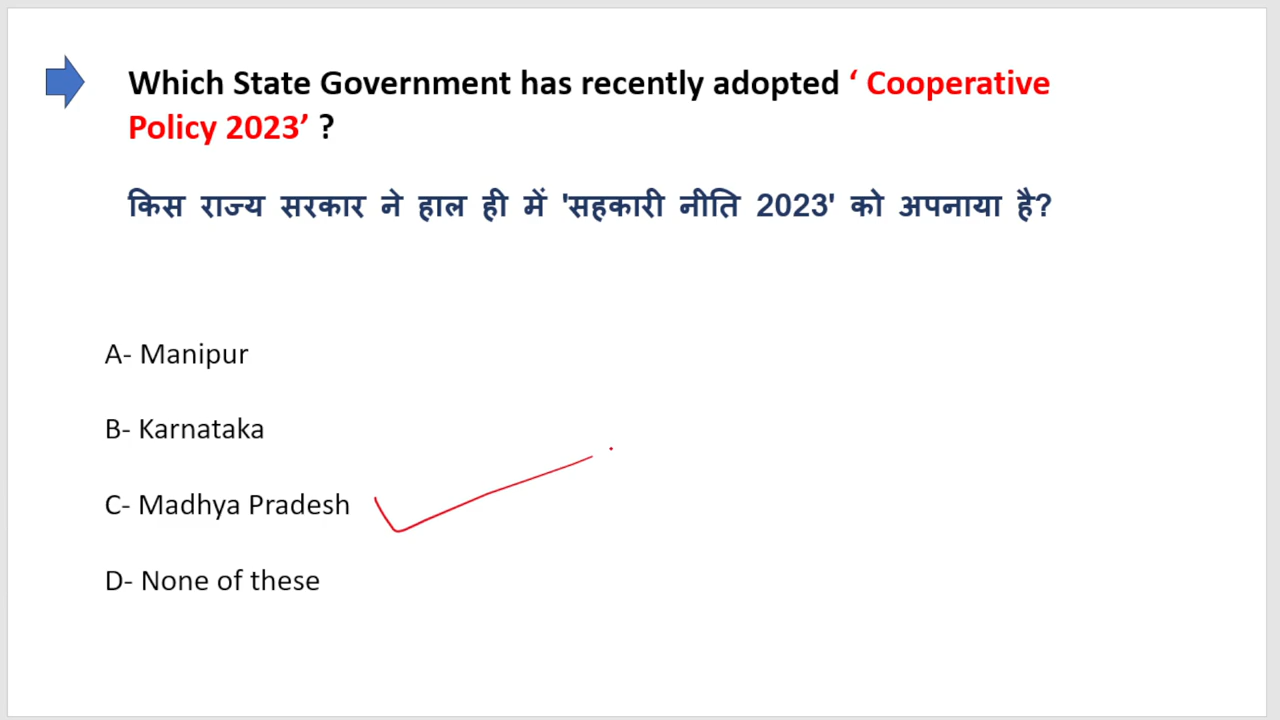 Which State Government has recently adopted ‘ Cooperative
Policy 2023’ ?
किस राज्य सरकार ने हाल ही में 'सहकारी नीति 2023' को अपनाया है?
A- Manipur
B- Karnataka
C- Madhya Pradesh
D- None of these